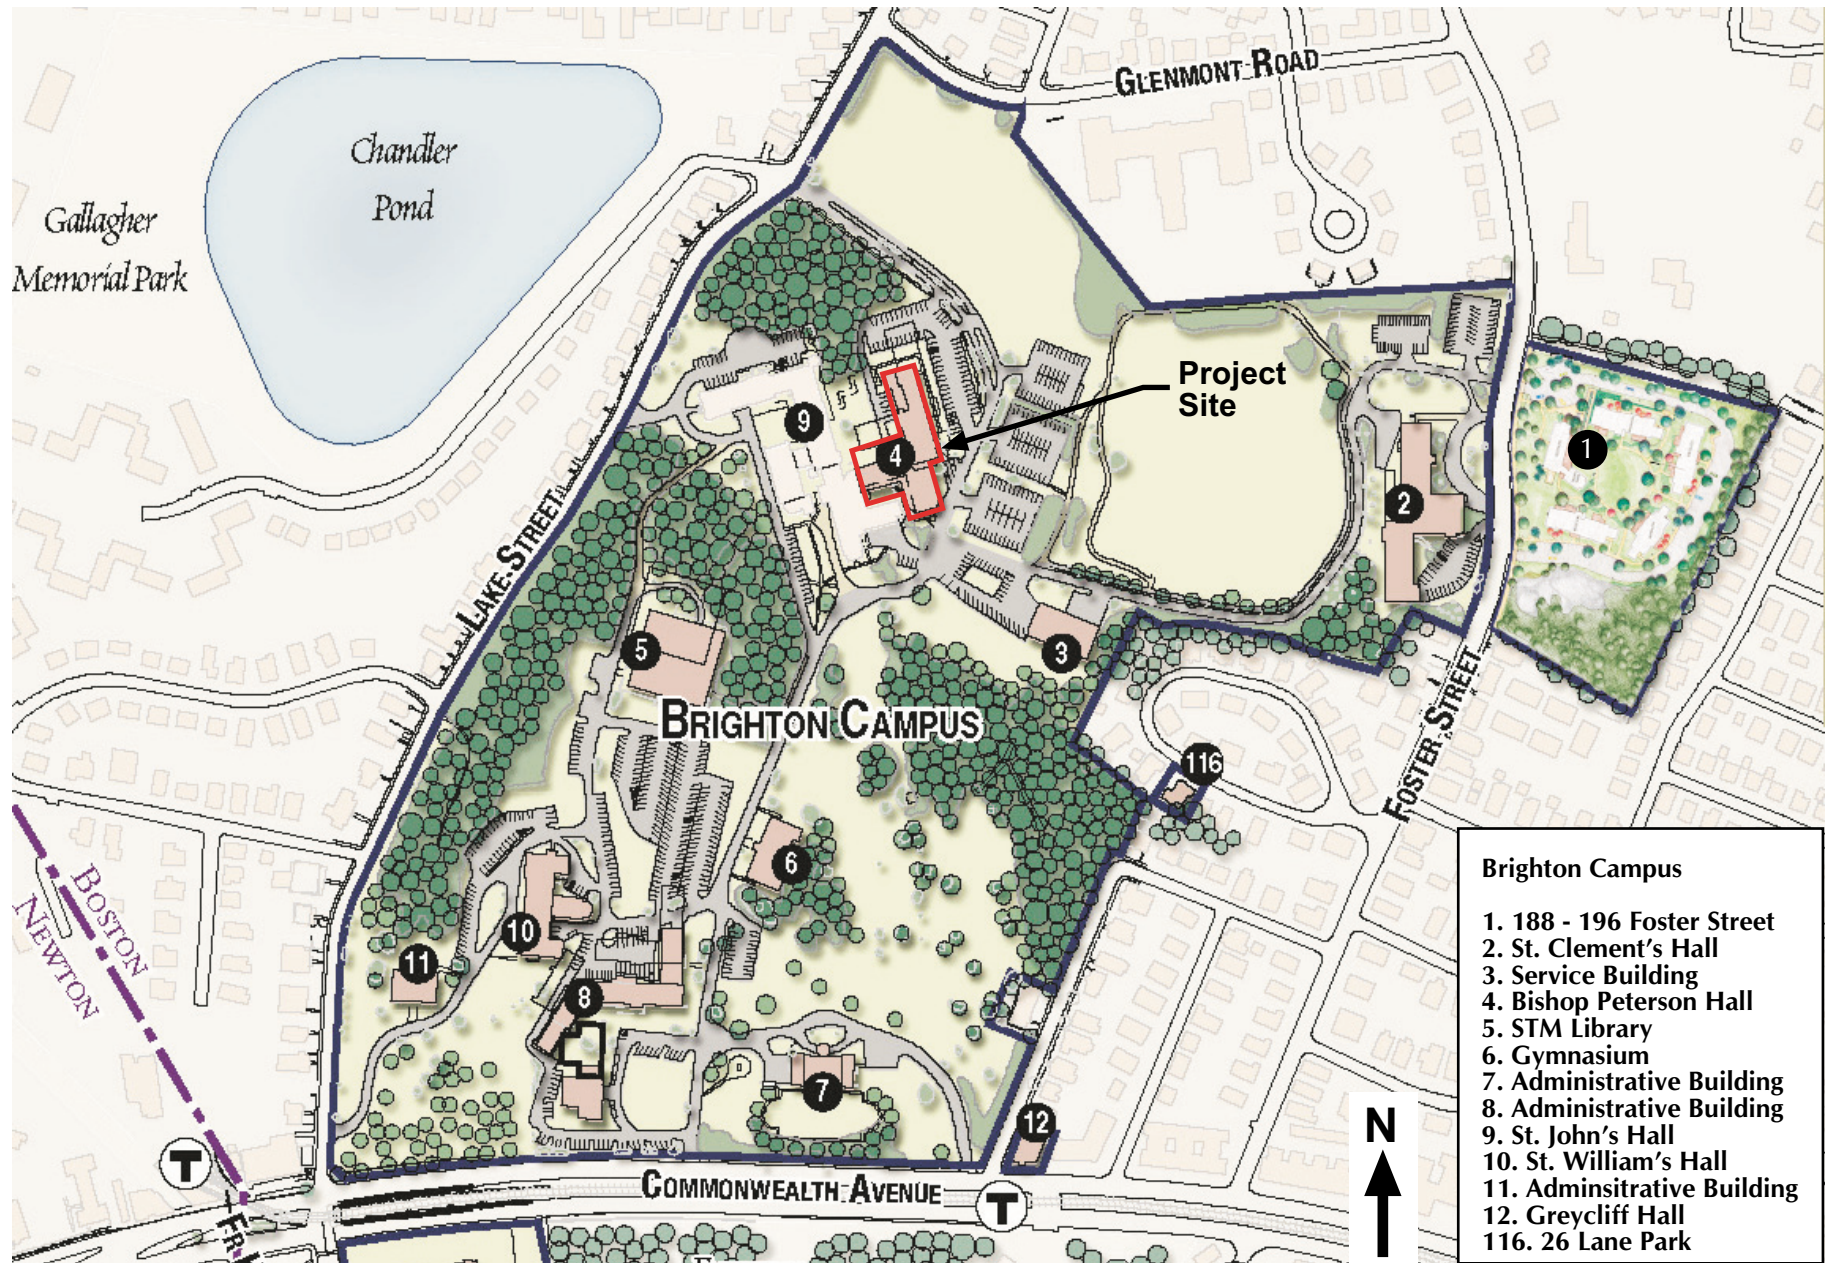 GLENMONT ROAD
Chandler
Pond
Gallagher
Memorial Park
Project
Site
9
4
1
2
LAKE STREET
5
3
BRIGHTON CAMPUS
FOSTER STREET
116
6
BOSTON
NEWTON
10
11
8
7
12
T
COMMONWEALTH AVENUE
T
N
Brighton Campus
1. 188 - 196 Foster Street
2. St. Clement's Hall
3. Service Building
4. Bishop Peterson Hall
5. STM Library
6. Gymnasium
7. Administrative Building
8. Administrative Building
9. St. John's Hall
10. St. William's Hall
11. Adminsitrative Building
12. Greycliff Hall
116. 26 Lane Park